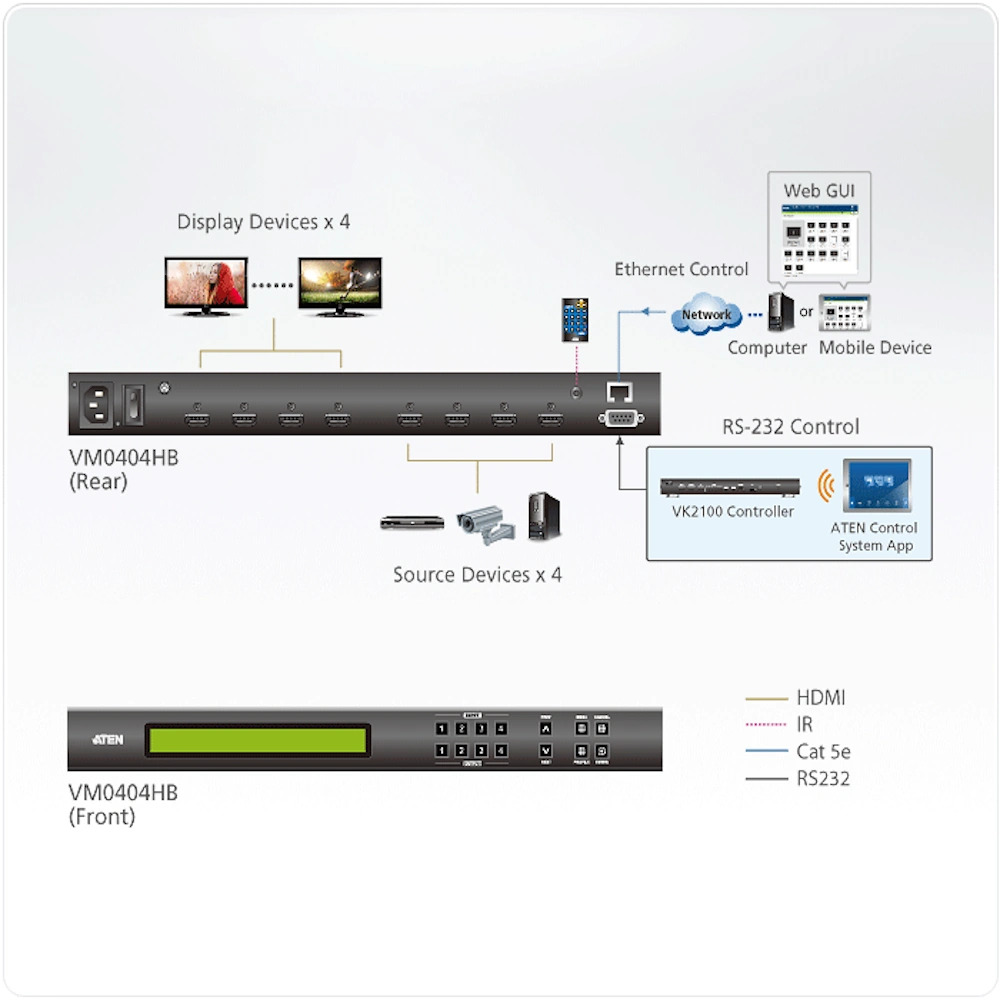 Web GUI
Display Devices x 4
Ethernet Control
Network
or
Computer Mobile Device
RS-232 Control
VM0404HB
(Rear)
VK2100 Controller
ATEN Control
System App
Source Devices x 4
HDMI
IR
Cat 5e
RS232
ATEN
1 2 3 4
1 2 3 4
VM0404HB
(Front)